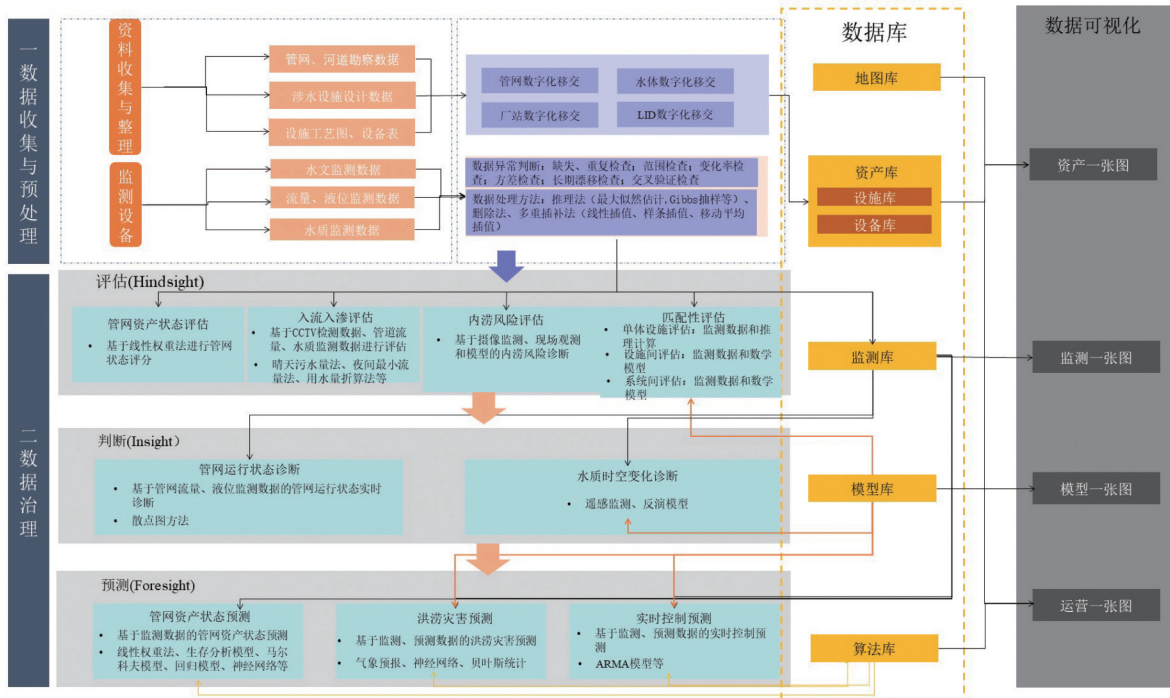 一数据收集与预处理
资料收集与整理
监测设备
管网、河道勘察数据
涉水设施设计数据
设施工艺图、设备表
水文监测数据
流量、液位监测数据
水质监测数据
管网数字化移交
水体数字化移交
厂站数字化移交
LID数字化移交
数据异常判断：缺失、重复检查；范围检查；变化率检
查；方差检查；长期漂移检查；交叉验证检查
数据处理方法：推理法（最大似然估计,Gibbs抽样等）、
删除法、多重插补法（线性插值、样条插值、移动平均
插值）
数据库
地图库
资产库
设施库
设备库
监测库
模型库
算法库
数据可视化
资产一张图
监测一张图
模型一张图
运营一张图
二数据治理
评估(Hindsight)
管网资产状态评估
• 基于线性权重法进行管网
状态评分
入流入渗评估
• 基于CCTV检测数据、管道流
量、水质监测数据进行评估
• 晴天污水量法、夜间最小流
量法、用水量折算法等
内涝风险评估
• 基于摄像监测、现场观测
和模型的内涝风险诊断
匹配性评估
• 单体设施评估：监测数据和推
理计算
• 设施间评估：监测数据和数学
模型
• 系统间评估：监测数据和数学
模型
判断(Insight）
管网运行状态诊断
• 基于管网流量、液位监测数据的管网运行状态实时
诊断
• 散点图方法
水质时空变化诊断
• 遥感监测、反演模型
预测(Foresight)
管网资产状态预测
• 基于监测数据的管网资产状态预测
• 线性权重法、生存分析模型、马尔
科夫模型、回归模型、神经网络等
洪涝灾害预测
• 基于监测、预测数据的洪涝灾害预测
• 气象预报、神经网络、贝叶斯统计
实时控制预测
• 基于监测、预测数据的实时控制预
测
• ARMA模型等